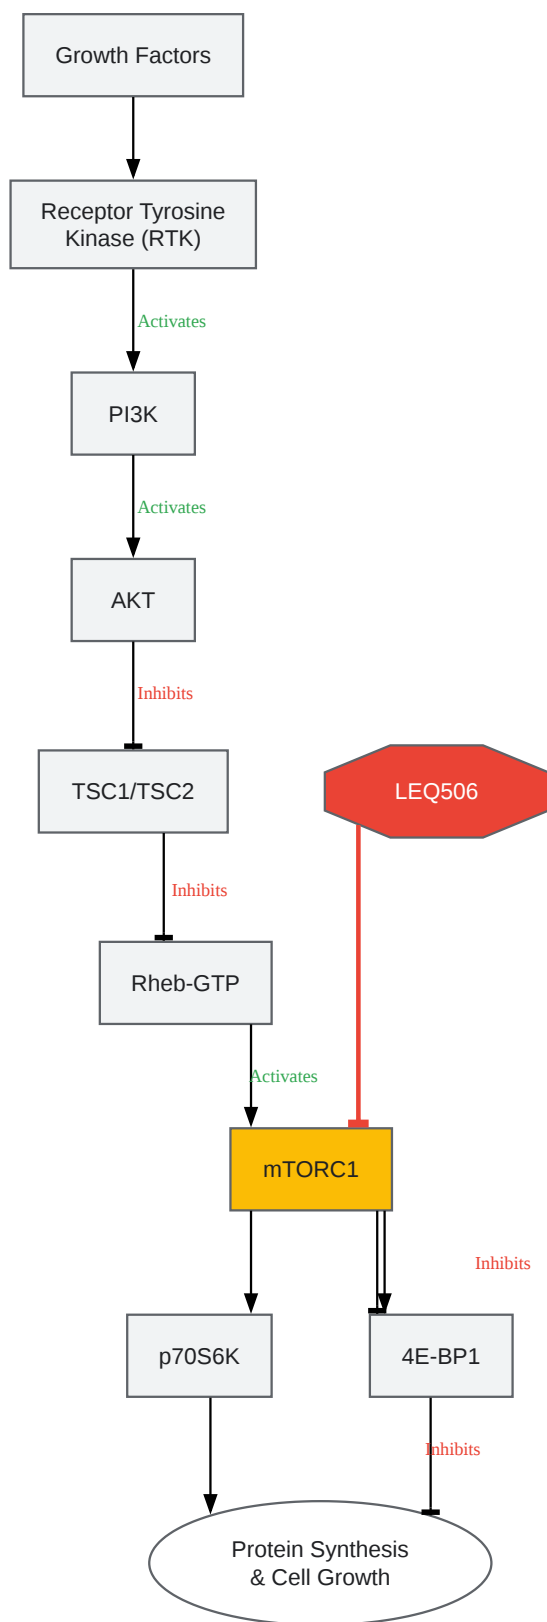 Growth Factors
Receptor Tyrosine
Kinase (RTK)
Activates
PI3K
Activates
AKT
Inhibits
TSC1/TSC2
LEQ506
Inhibits
Rheb-GTP
Activates
mTORC1
Inhibits
p70S6K
4E-BP1
Inhibits
Protein Synthesis
& Cell Growth